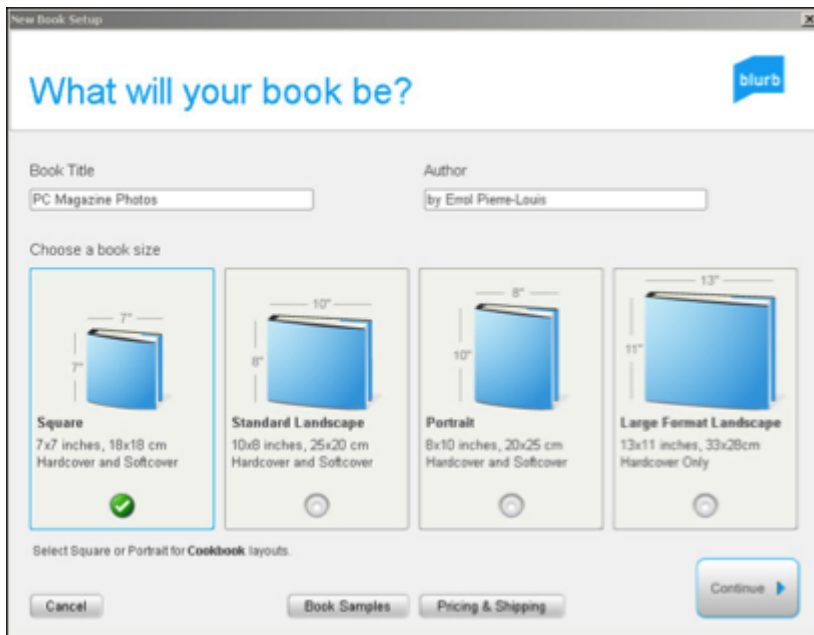 New Book Setup
What will your book be?
blurb
Book Title
Author
PC Magazine Photos
by Errol Pierre-Louis
Choose a book size
7"
7"
10"
8"
8"
10"
13"
11"
Square
7x7 inches, 18x18 cm
Hardcover and Softcover
Standard Landscape
10x8 inches, 25x20 cm
Hardcover and Softcover
Portrait
8x10 inches, 20x25 cm
Hardcover and Softcover
Large Format Landscape
13x11 inches, 33x28cm
Hardcover Only
Select Square or Portrait for Cookbook layouts.
Cancel
Book Samples
Pricing & Shipping
Continue